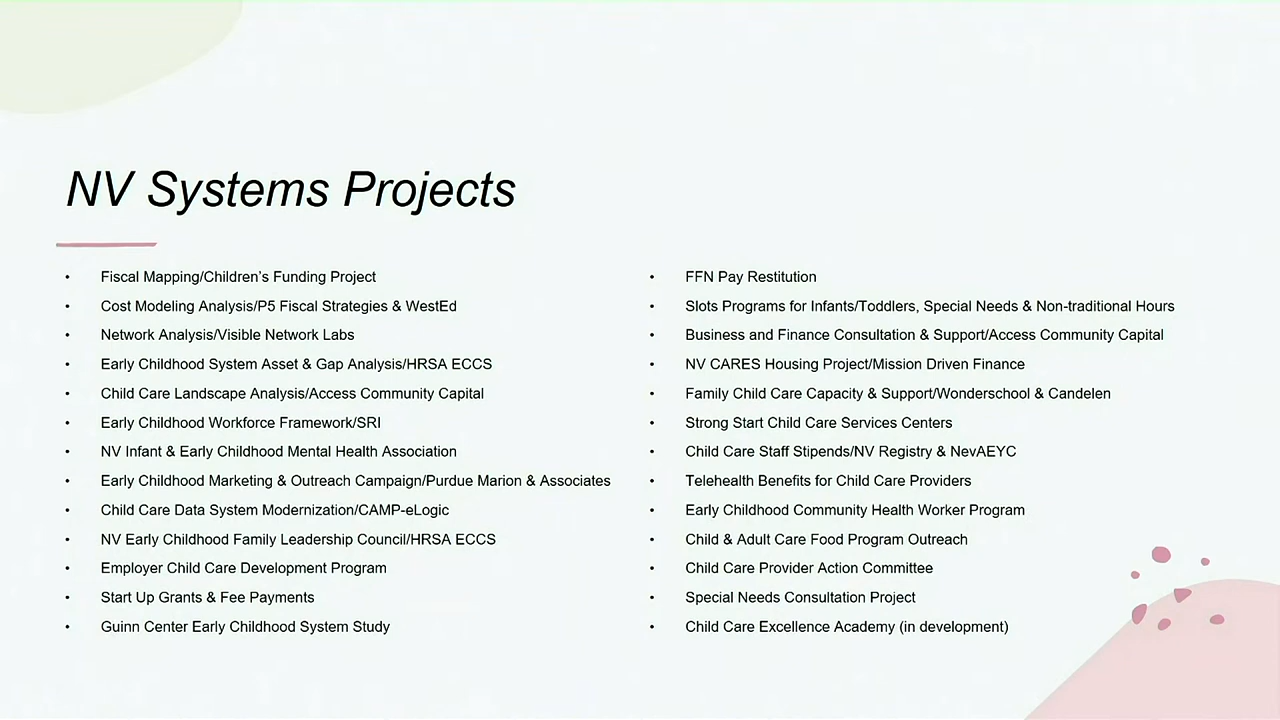 NV Systems Projects
• Fiscal Mapping/Children’s Funding Project
• Cost Modeling Analysis/P5 Fiscal Strategies & WestEd
• Network Analysis/Visible Network Labs
• Early Childhood System Asset & Gap Analysis/HRSA ECCS
• Child Care Landscape Analysis/Access Community Capital
• Early Childhood Workforce Framework/SRI
• NV Infant & Early Childhood Mental Health Association
• Early Childhood Marketing & Outreach Campaign/Purdue Marion & Associates
• Child Care Data System Modernization/CAMP-eLogic
• NV Early Childhood Family Leadership Council/HRSA ECCS
• Employer Child Care Development Program
• Start Up Grants & Fee Payments
• Guinn Center Early Childhood System Study
• FFN Pay Restitution
• Slots Programs for Infants/Toddlers, Special Needs & Non-traditional Hours
• Business and Finance Consultation & Support/Access Community Capital
• NV CARES Housing Project/Mission Driven Finance
• Family Child Care Capacity & Support/Wonderschool & Candelen
• Strong Start Child Care Services Centers
• Child Care Staff Stipends/NV Registry & NevAEYC
• Telehealth Benefits for Child Care Providers
• Early Childhood Community Health Worker Program
• Child & Adult Care Food Program Outreach
• Child Care Provider Action Committee
• Special Needs Consultation Project
• Child Care Excellence Academy (in development)